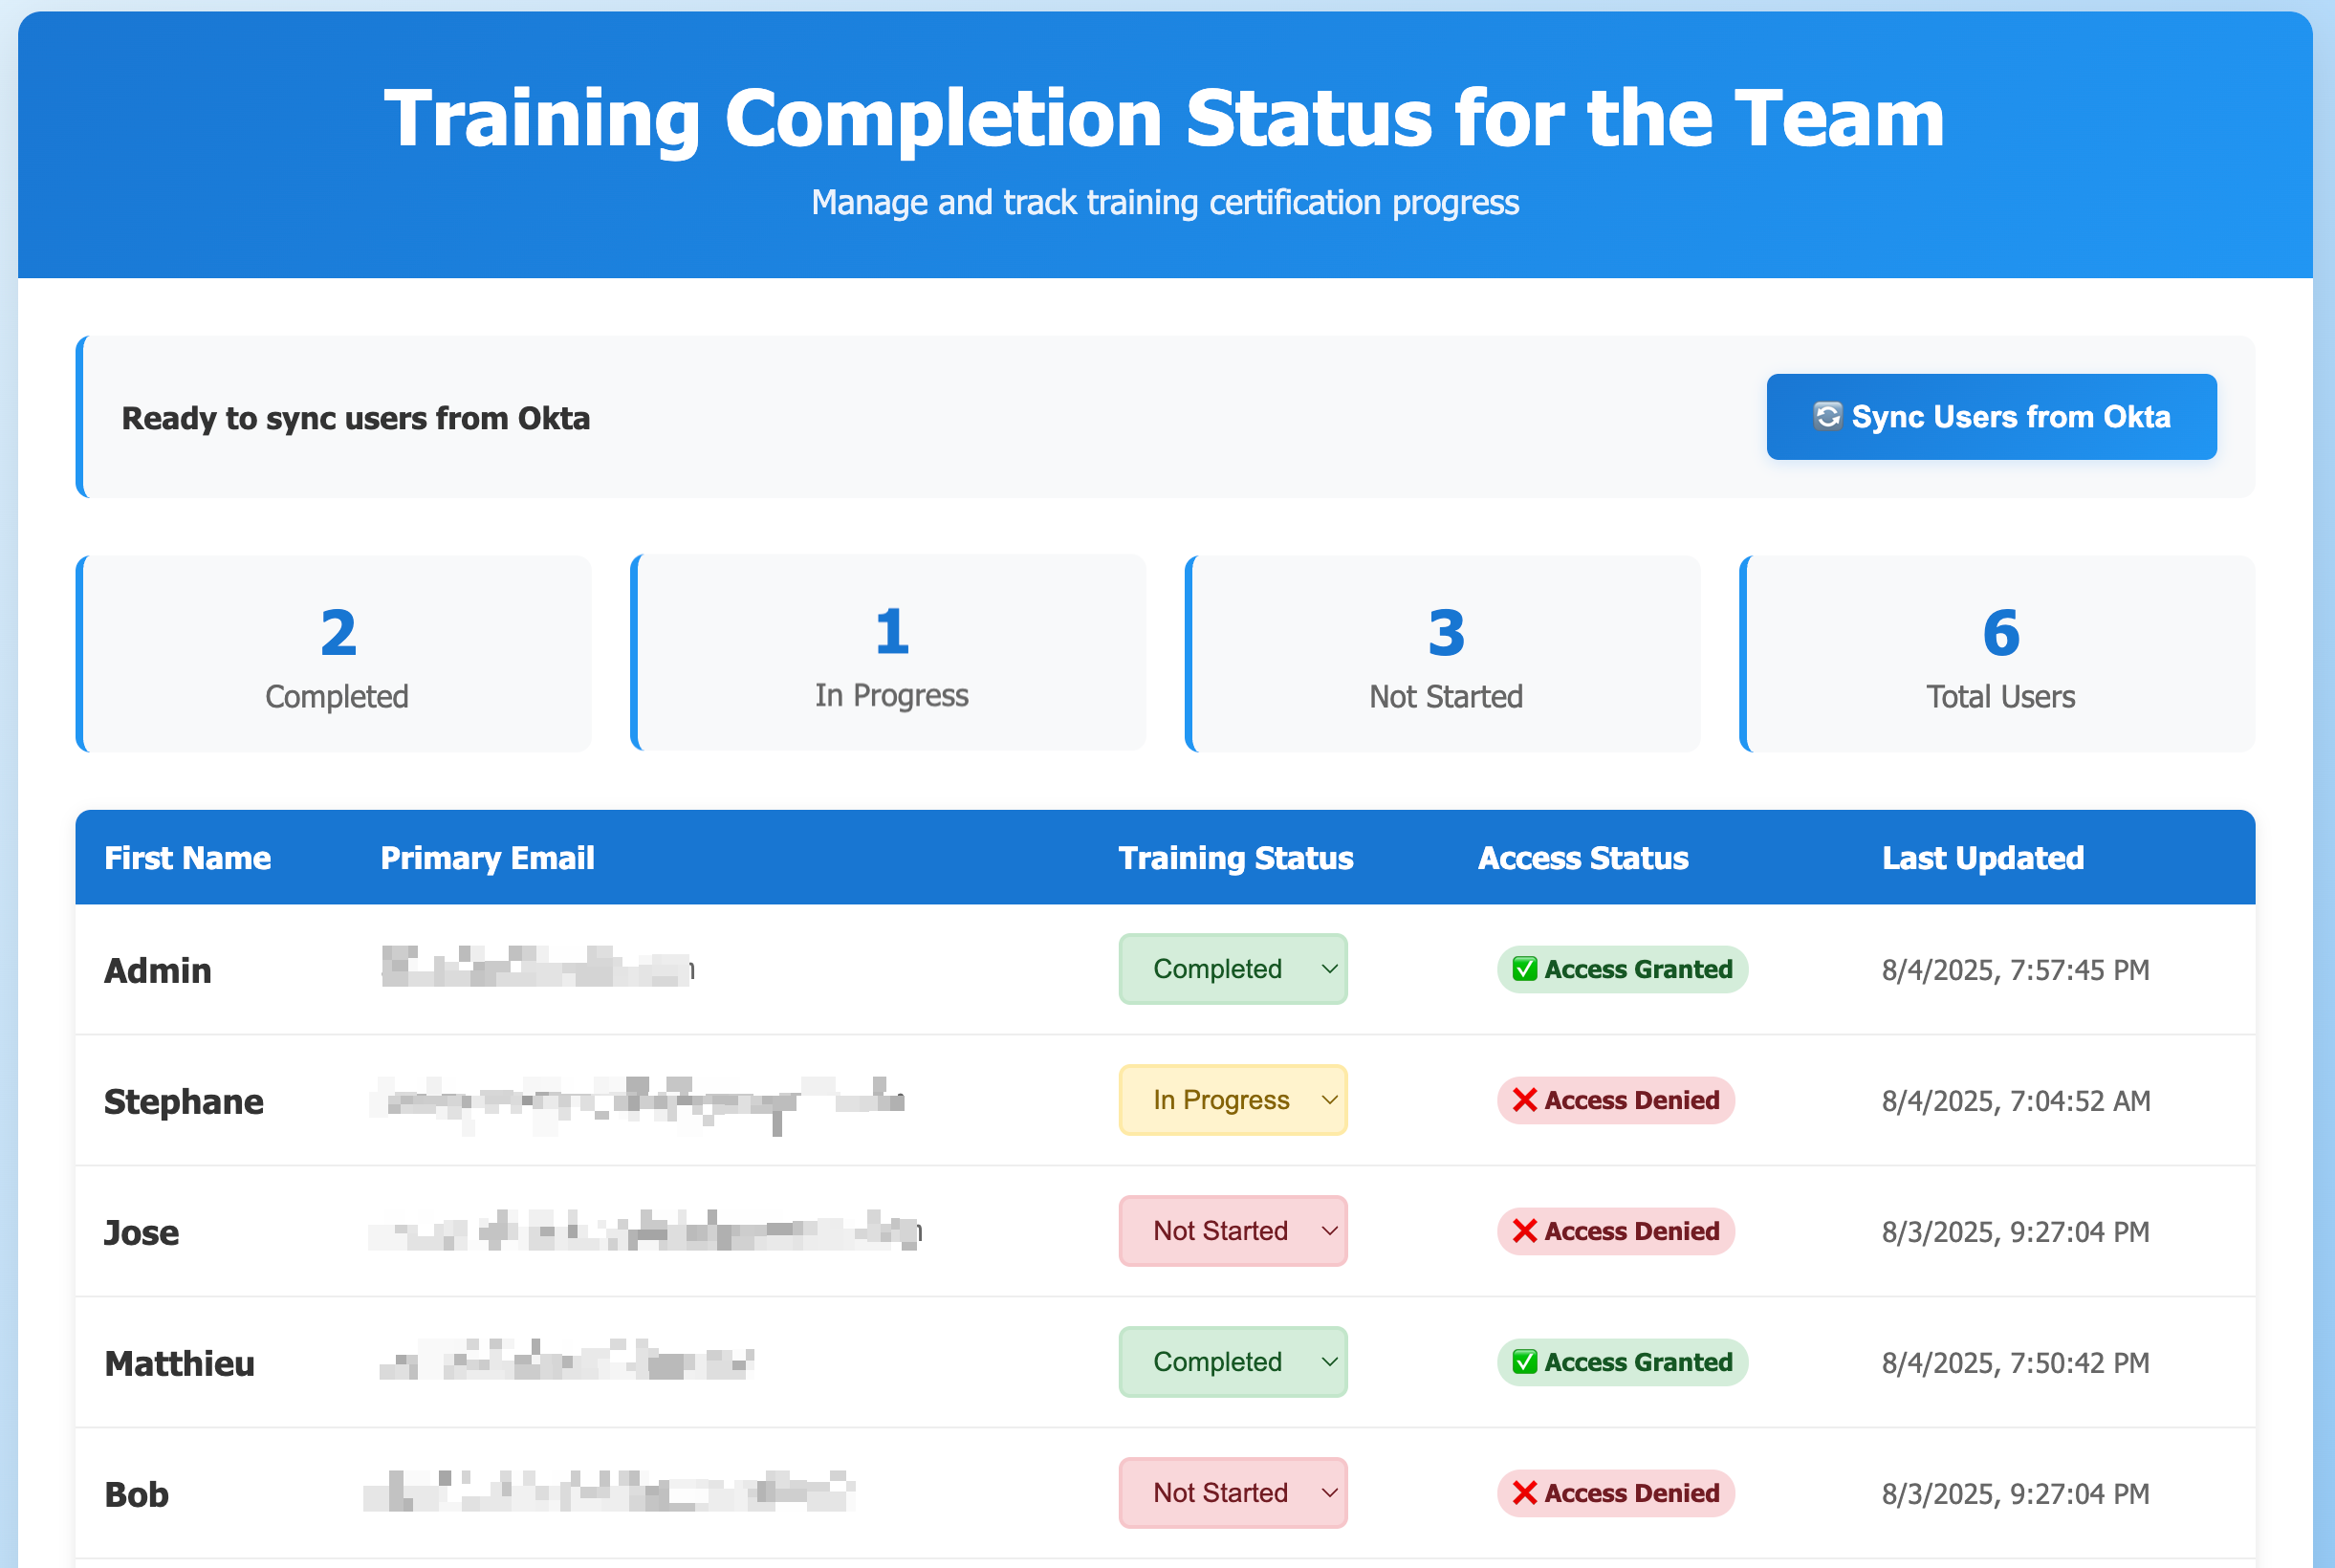 Training Completion Status for the Team
Manage and track training certification progress
Ready to sync users from Okta
🔄 Sync Users from Okta
2
Completed
1
In Progress
3
Not Started
6
Total Users
First Name Primary Email Training Status Access Status Last Updated
Admin Completed ✅ Access Granted 8/4/2025, 7:57:45 PM
Stephane In Progress ❌ Access Denied 8/4/2025, 7:04:52 AM
Jose Not Started ❌ Access Denied 8/3/2025, 9:27:04 PM
Matthieu Completed ✅ Access Granted 8/4/2025, 7:50:42 PM
Bob Not Started ❌ Access Denied 8/3/2025, 9:27:04 PM